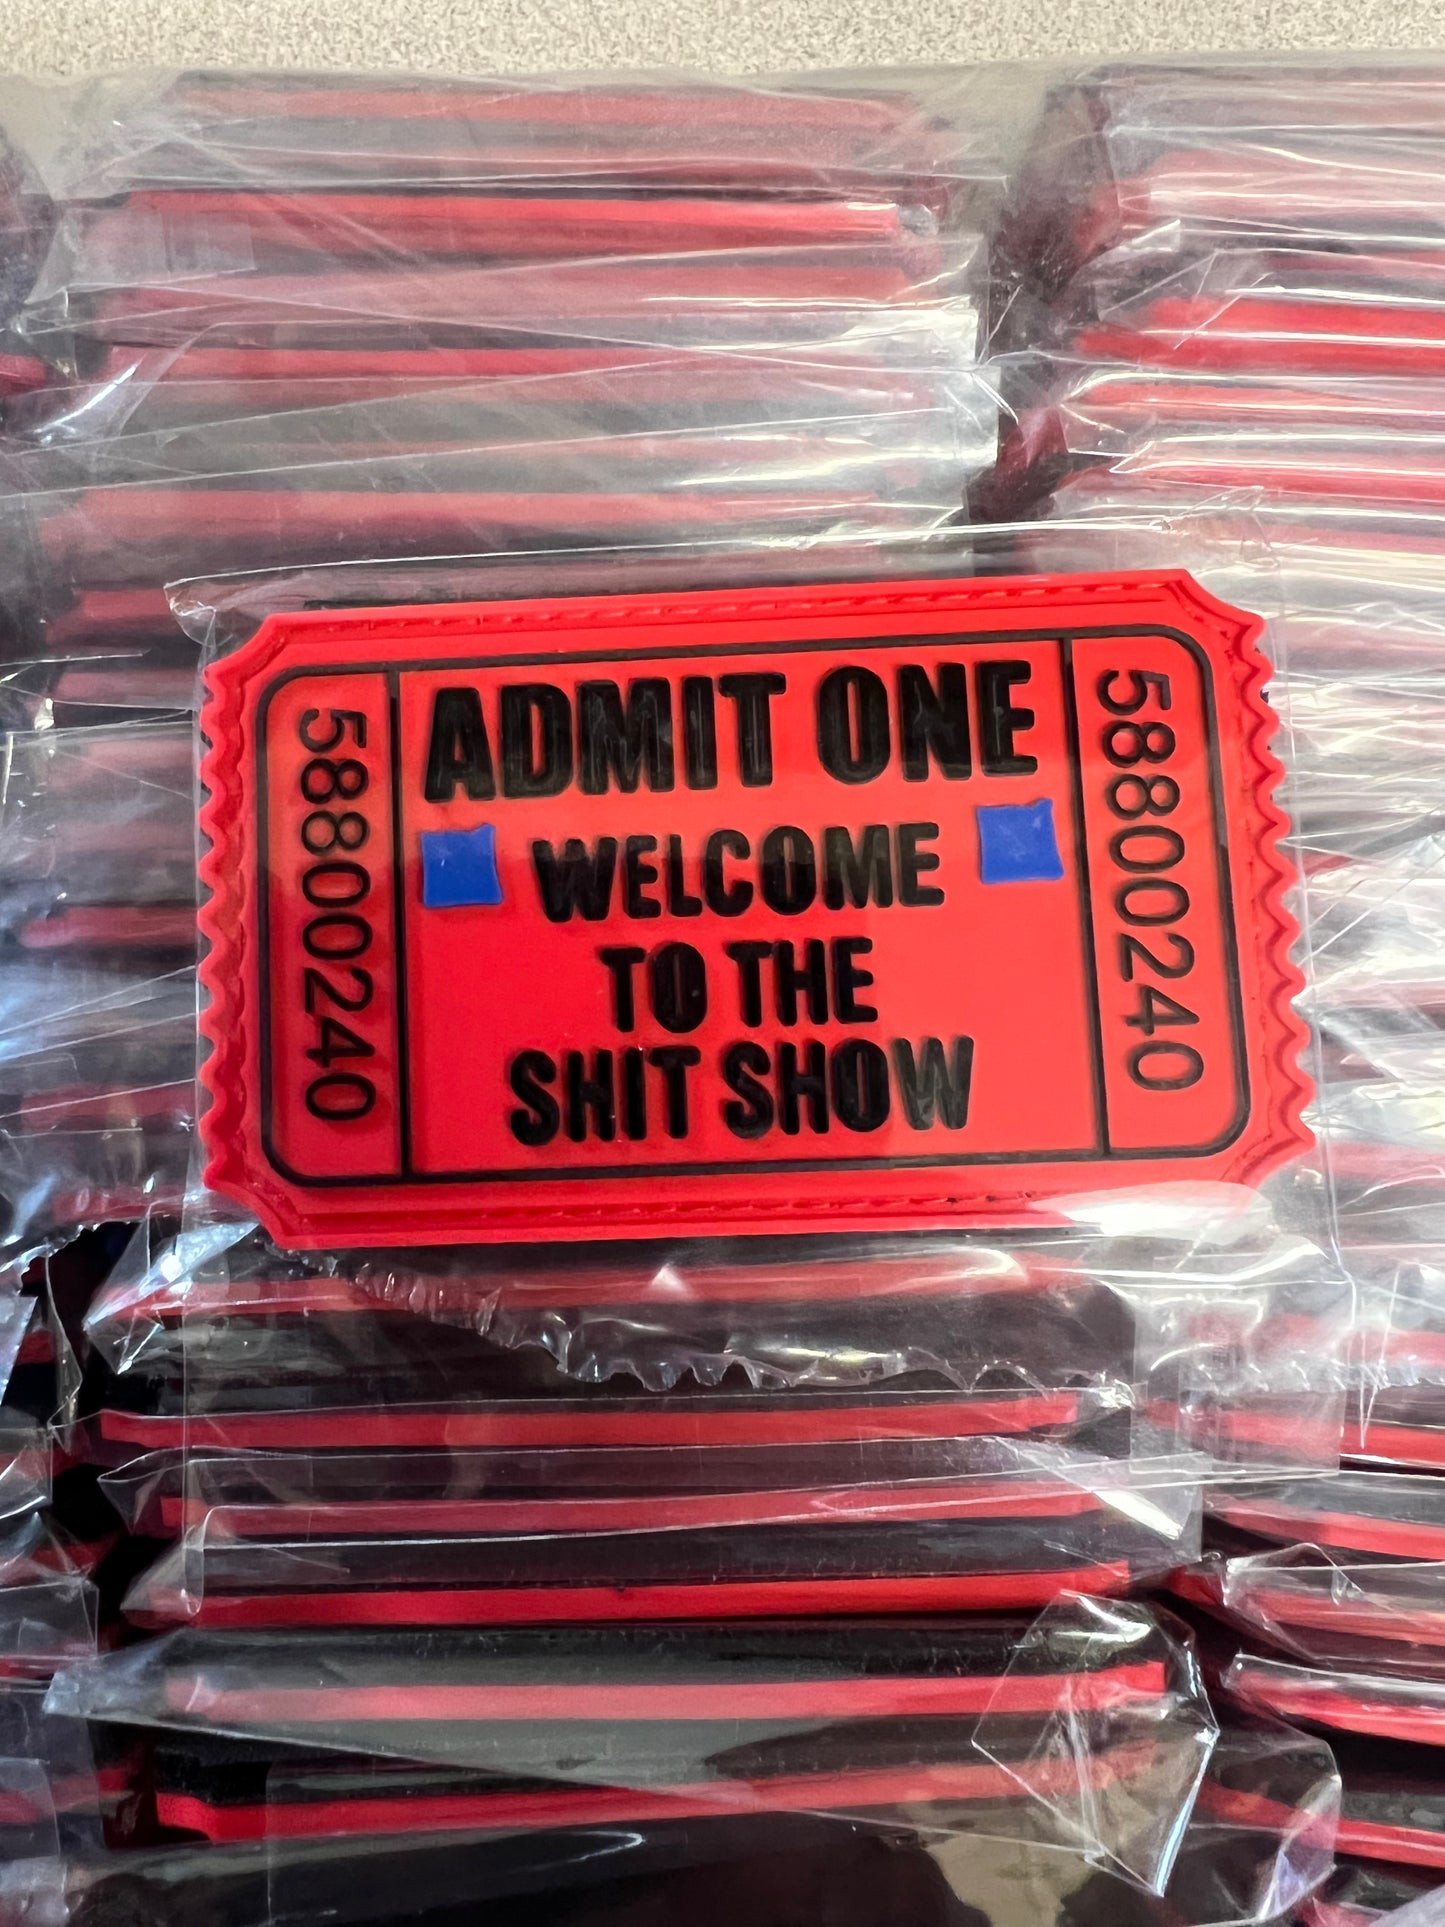 58800240
ADMIT ONE
WELCOME
TO THE
SHIT SHOW
58800240